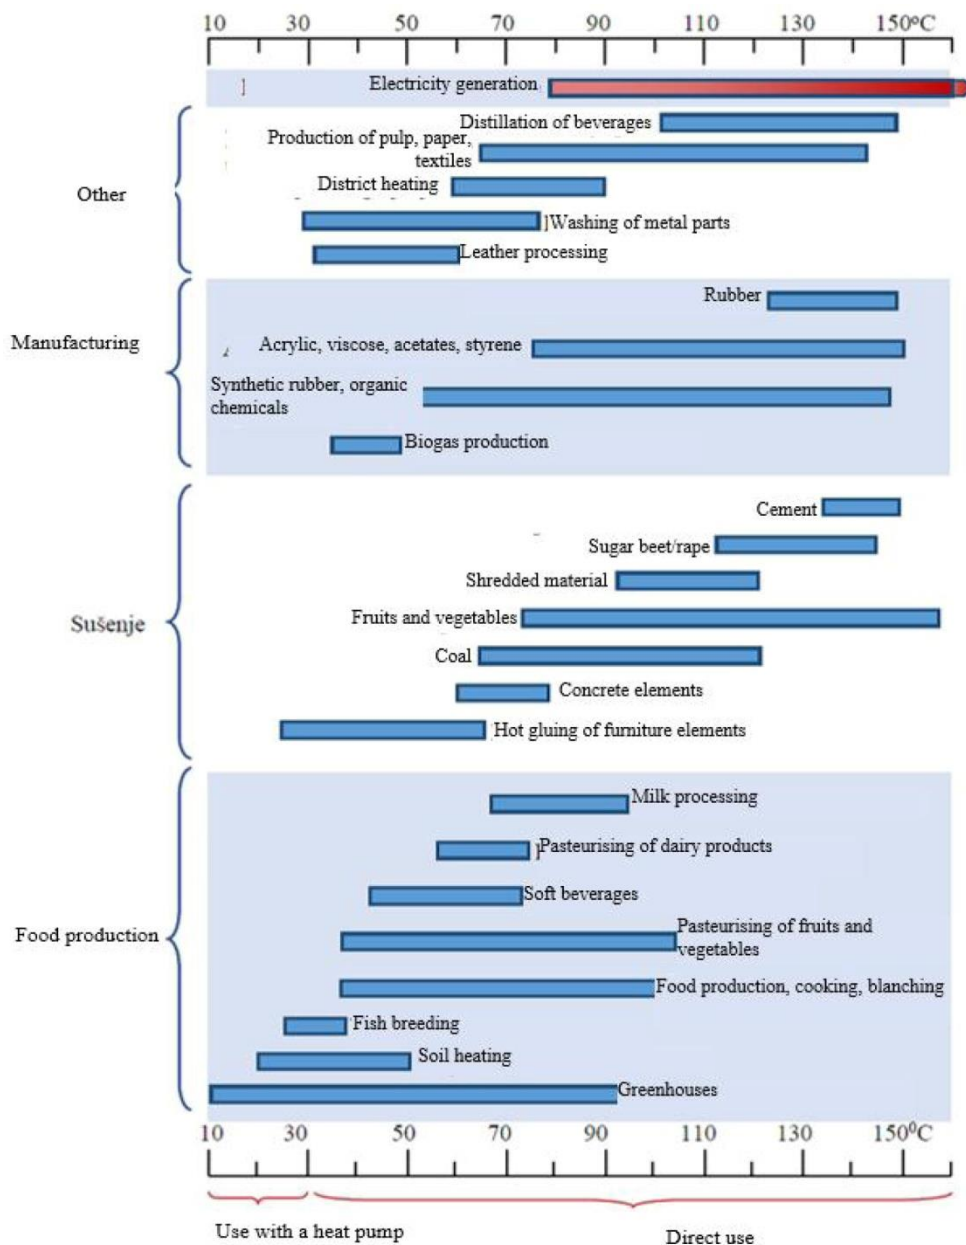 10 30 50 70 90 110 130 150ºC
Electricity generation
Distillation of beverages
Production of pulp, paper,
textiles
District heating
Other
Washing of metal parts
Leather processing
Rubber
Manufacturing
Acrylic, viscose, acetates, styrene
Synthetic rubber, organic
chemicals
Biogas production
Cement
Sugar beet/rape
Shredded material
Fruits and vegetables
Sušenje
Coal
Concrete elements
Hot gluing of furniture elements
Milk processing
Pasteurising of dairy products
Soft beverages
Pasteurising of fruits and
vegetables
Food production
Food production, cooking, blanching
Fish breeding
Soil heating
Greenhouses
10 30 50 70 90 110 130 150⁰C
Use with a heat pump
Direct use